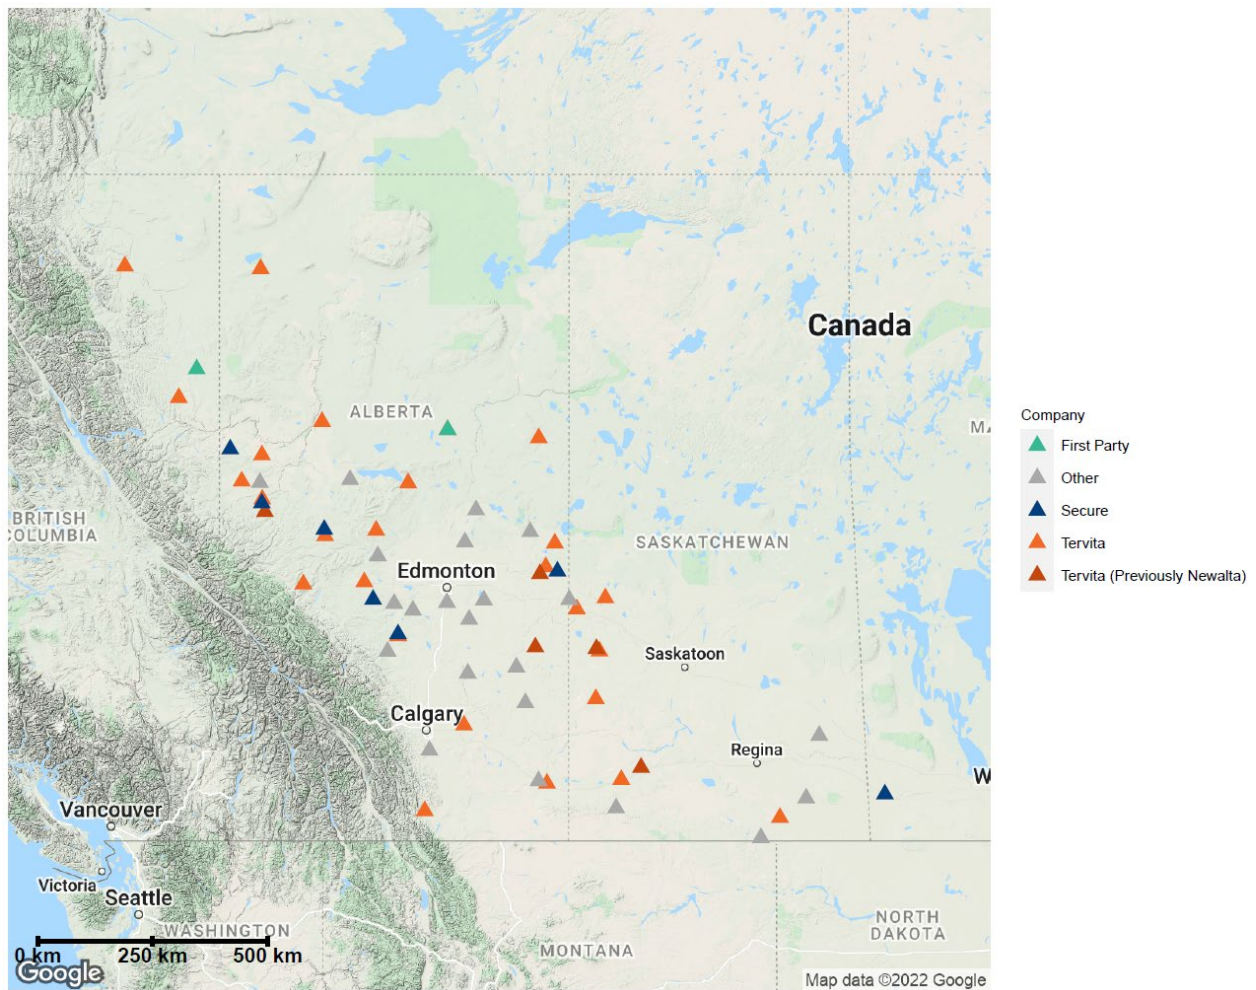 Canada
ALBERTA
MA
BRITISH
COLUMBIA
SASKATCHEWAN
Edmonton
Saskatoon
Calgary
Regina
W
Vancouver
Victoria
Seattle
WASHINGTON
NORTH
DAKOTA
MONTANA
0 km 250 km 500 km
Google
Map data ©2022 Google
Company
First Party
Other
Secure
Tervita
Tervita (Previously Newalta)